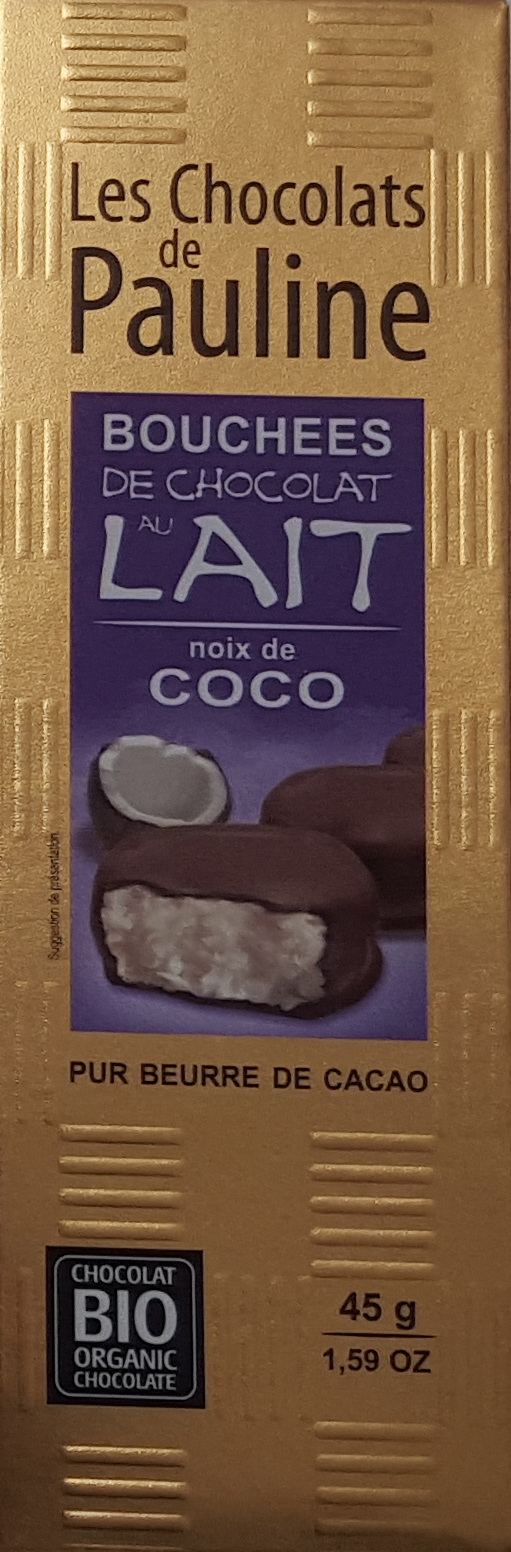 Les Chocolats
de
Pauline
BOUCHEES
DE CHOCOLAT
AU
LAIT
noix de
COCO
Suggestion de présentation
PUR BEURRE DE CACAO
CHOCOLAT
BIO
ORGANIC
CHOCOLATE
45 g
1,59 OZ